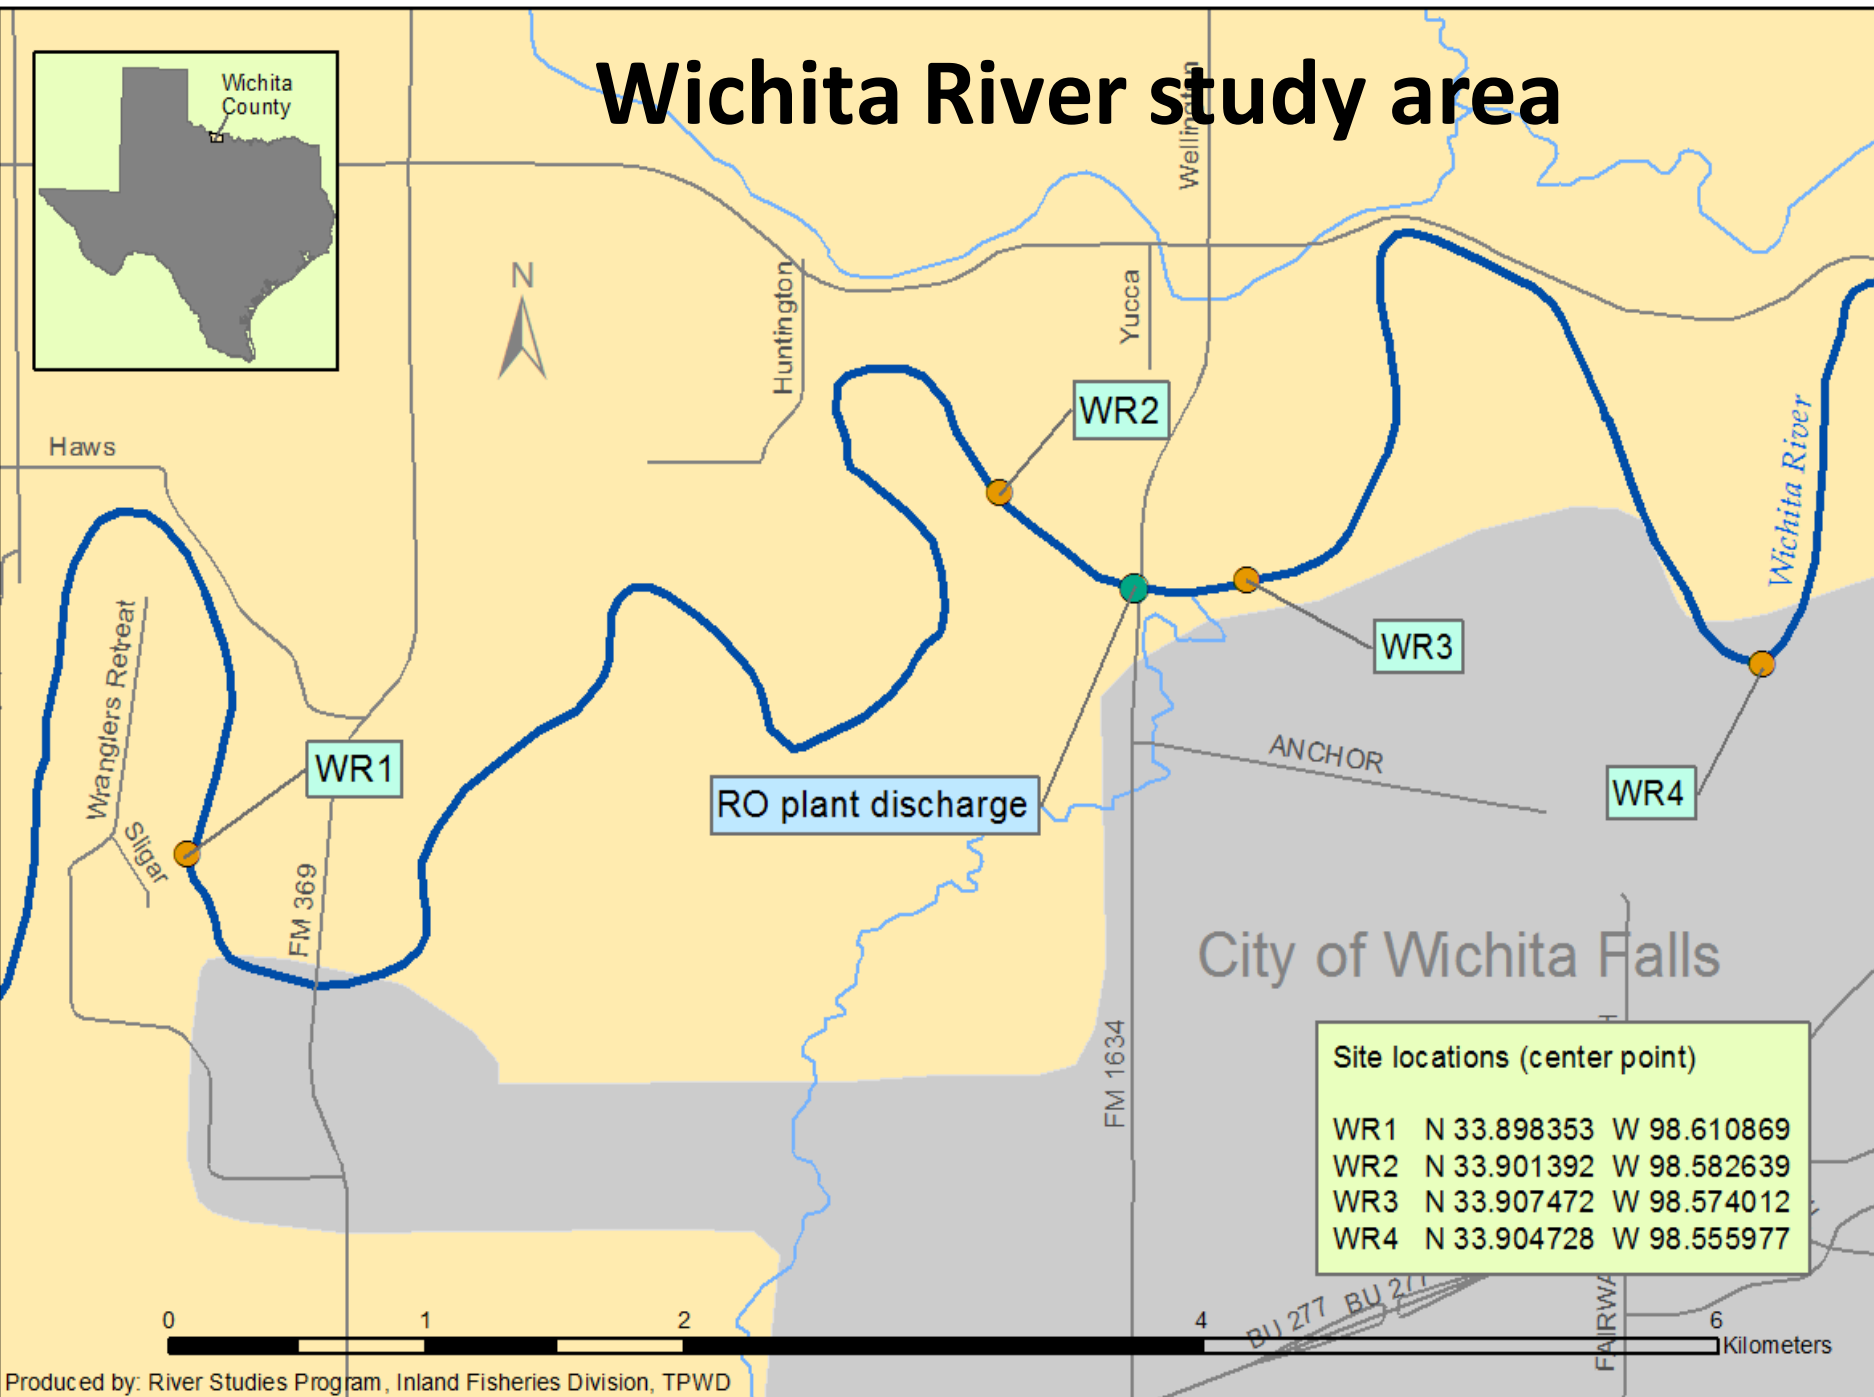 Wichita River study area
Wichita
County
N
Wellington
Huntington
Yucca
Haws
WR2
Wichita River
Wranglers Retreat
WR3
WR1
ANCHOR
RO plant discharge
WR4
Sligar
FM 369
City of Wichita Falls
FM 1634
Site locations (center point)
WR1 N 33.898353 W 98.610869
WR2 N 33.901392 W 98.582639
WR3 N 33.907472 W 98.574012
WR4 N 33.904728 W 98.555977
BU 277 BU 277
0 1 2 4 6
Kilometers
Produced by: River Studies Program, Inland Fisheries Division, TPWD